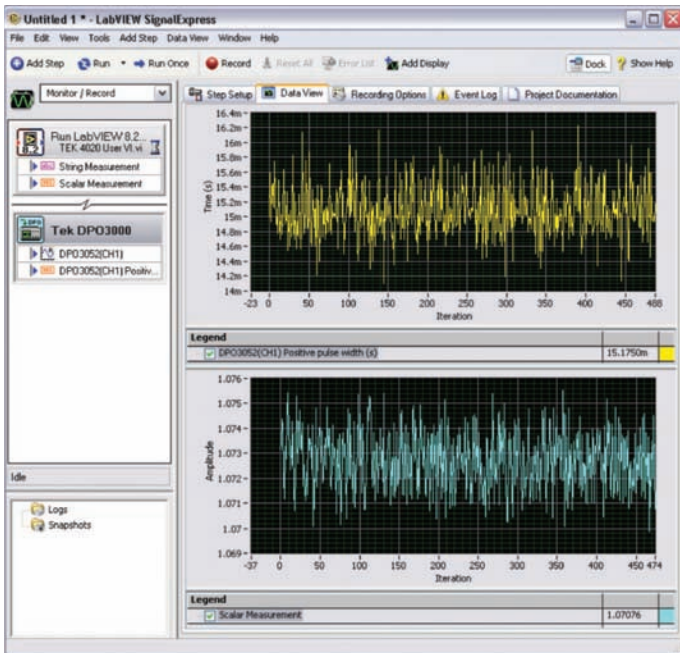 Untitled 1 * - LabVIEW SignalExpress
File Edit View Tools Add Step Data View Window Help
Add Step Run Run Once Record Reset All Error List Add Display Dock Show Help
Monitor / Record
Step Setup Data View Recording Options Event Log Project Documentation
Run LabVIEW 8.2...
TEK 4020 User VI.vi
8.2
String Measurement
Scalar Measurement
Tek DPO3000
DPO3052(CH1)
DPO3052(CH1) Positiv...
Idle
Logs
Snapshots
16.4m
16.2m
16m
15.8m
15.6m
15.4m
15.2m
15m
14.8m
14.6m
14.4m
14.2m
14m
Time (s)
-23 0 50 100 150 200 250 300 350 400 450 488
Iteration
Legend
DPO3052(CH1) Positive pulse width (s) 15.1750m
1.076
1.075
1.074
1.073
1.072
1.071
1.07
1.069
Amplitude
-37 0 50 100 150 200 250 300 350 400 450 474
Iteration
Legend
Scalar Measurement 1.07076